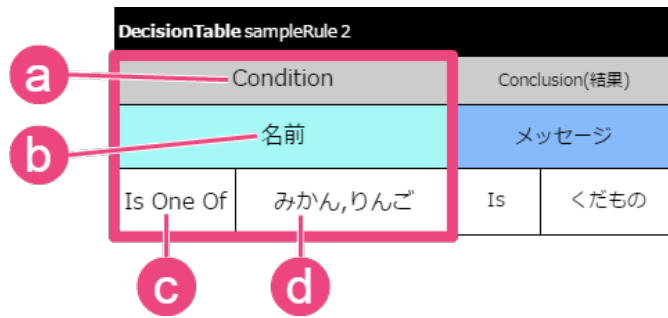 DecisionTable sampleRule 2
a Condition Conclusion(結果)
b 名前 メッセージ
Is One Of みかん,りんご Is くだもの
c d